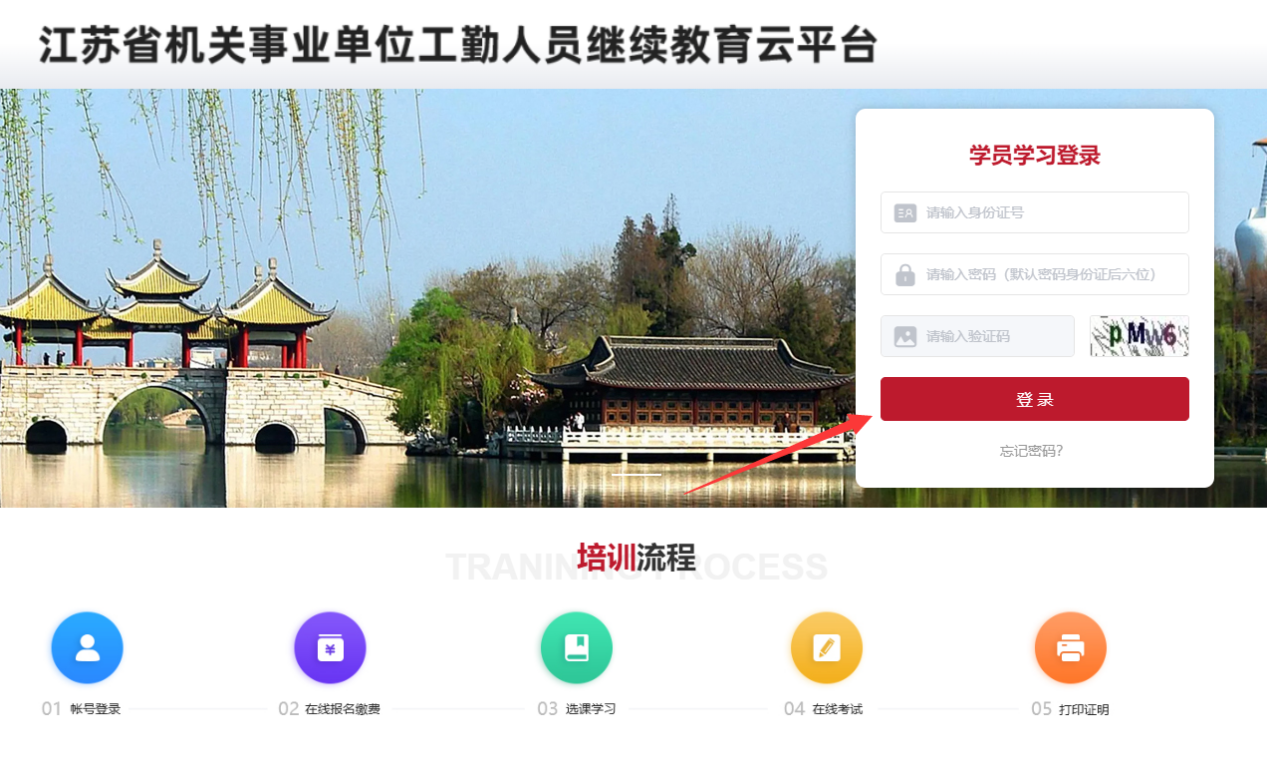 江苏省机关事业单位工勤人员继续教育云平台
学员学习登录
请输入身份证号
请输入密码（默认密码身份证后六位）
请输入验证码
pMw6
登 录
忘记密码?
TRANINING PROCESS
培训流程
01 帐号登录
02 在线报名缴费
03 选课学习
04 在线考试
05 打印证明